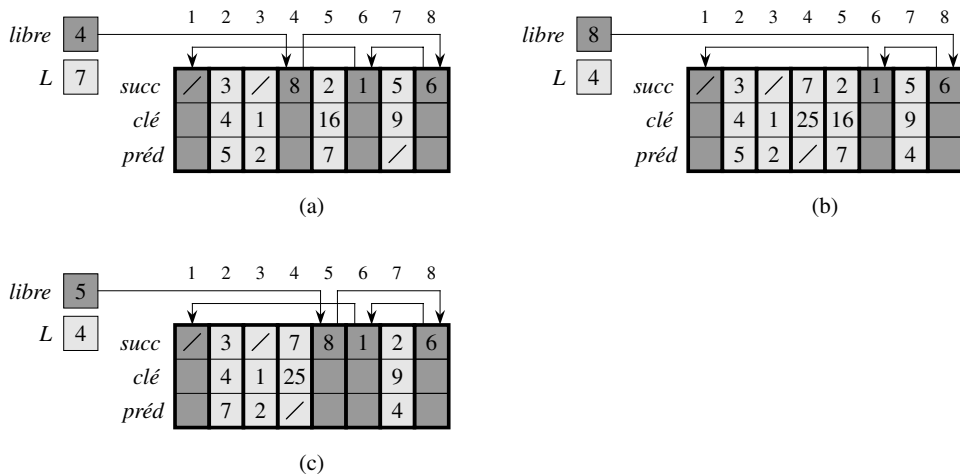 1 2 3 4 5 6 7 8
libre 4
L 7
succ / 3 / 8 2 1 5 6
clé 4 1 16 9
préd 5 2 7 /
(a)
1 2 3 4 5 6 7 8
libre 8
L 4
succ / 3 / 7 2 1 5 6
clé 4 1 25 16 9
préd 5 2 / 7 4
(b)
1 2 3 4 5 6 7 8
libre 5
L 4
succ / 3 / 7 8 1 2 6
clé 4 1 25 9
préd 7 2 / 4
(c)